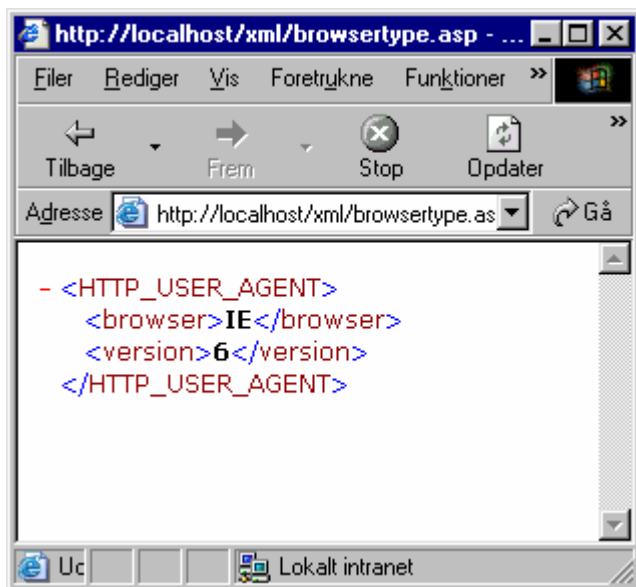 http://localhost/xml/browsertype.asp - ...
Filer Rediger Vis Foretrukne Funktioner »
Tilbage Frem Stop Opdater »
Adresse http://localhost/xml/browsertype.as Gå
- <HTTP_USER_AGENT>
<browser>IE</browser>
<version>6</version>
</HTTP_USER_AGENT>
Uc Lokalt intranet